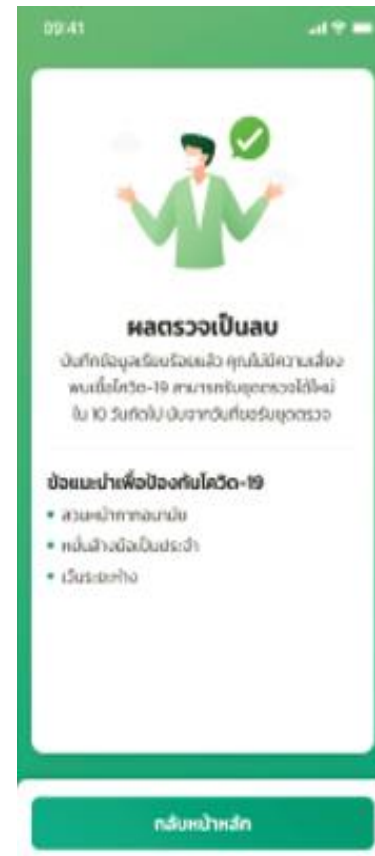 09:41
ผลตรวจเป็นลบ
บันทึกข้อมูลเรียบร้อยแล้ว คุณไม่มีความเสี่ยง
พบเชื้อโควิด-19 สามารถรับชุดตรวจได้ใหม่
ใน 10 วันถัดไป นับจากวันที่ขอรับชุดตรวจ
ข้อแนะนำเพื่อป้องกันโควิด-19
• สวมหน้ากากอนามัย
• หมั่นล้างมือเป็นประจำ
• เว้นระยะห่าง
กลับหน้าหลัก